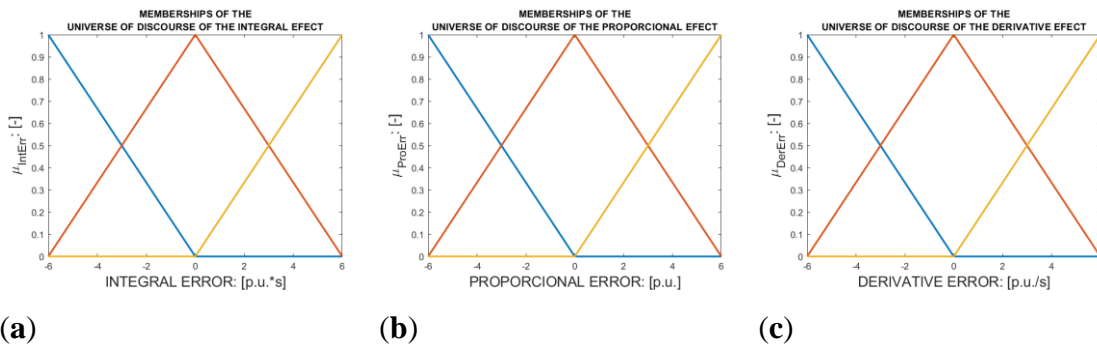 MEMBERSHIPS OF THE
UNIVERSE OF DISCOURSE OF THE INTEGRAL EFECT
1
0.9
0.8
0.7
0.6
0.5
0.4
0.3
0.2
0.1
0
μIntErr: [-]
-6 -4 -2 0 2 4 6
INTEGRAL ERROR: [p.u.*s]
(a)
MEMBERSHIPS OF THE
UNIVERSE OF DISCOURSE OF THE PROPORCIONAL EFECT
1
0.9
0.8
0.7
0.6
0.5
0.4
0.3
0.2
0.1
0
μProErr: [-]
-6 -4 -2 0 2 4 6
PROPORCIONAL ERROR: [p.u.]
(b)
MEMBERSHIPS OF THE
UNIVERSE OF DISCOURSE OF THE DERIVATIVE EFECT
1
0.9
0.8
0.7
0.6
0.5
0.4
0.3
0.2
0.1
0
μDerErr: [-]
-6 -4 -2 0 2 4
DERIVATIVE ERROR: [p.u./s]
(c)